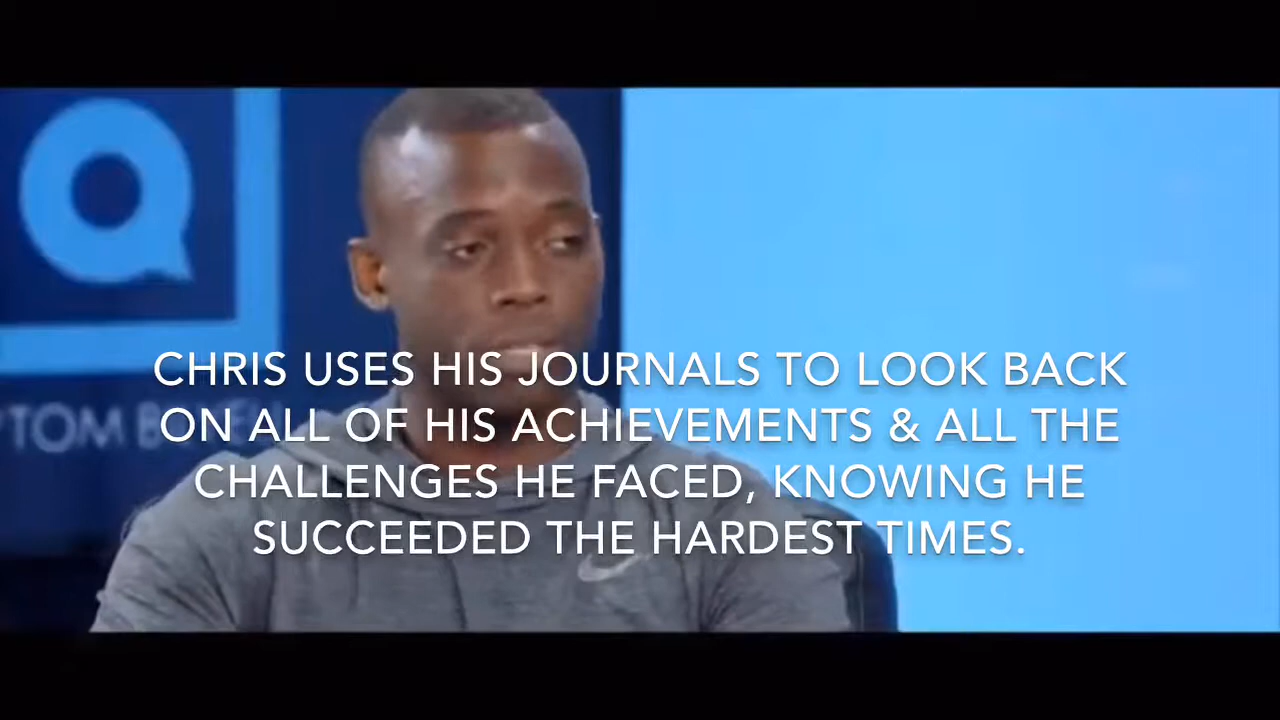 CHRIS USES HIS JOURNALS TO LOOK BACK
ON ALL OF HIS ACHIEVEMENTS & ALL THE
CHALLENGES HE FACED, KNOWING HE
SUCCEEDED THE HARDEST TIMES.
TOM